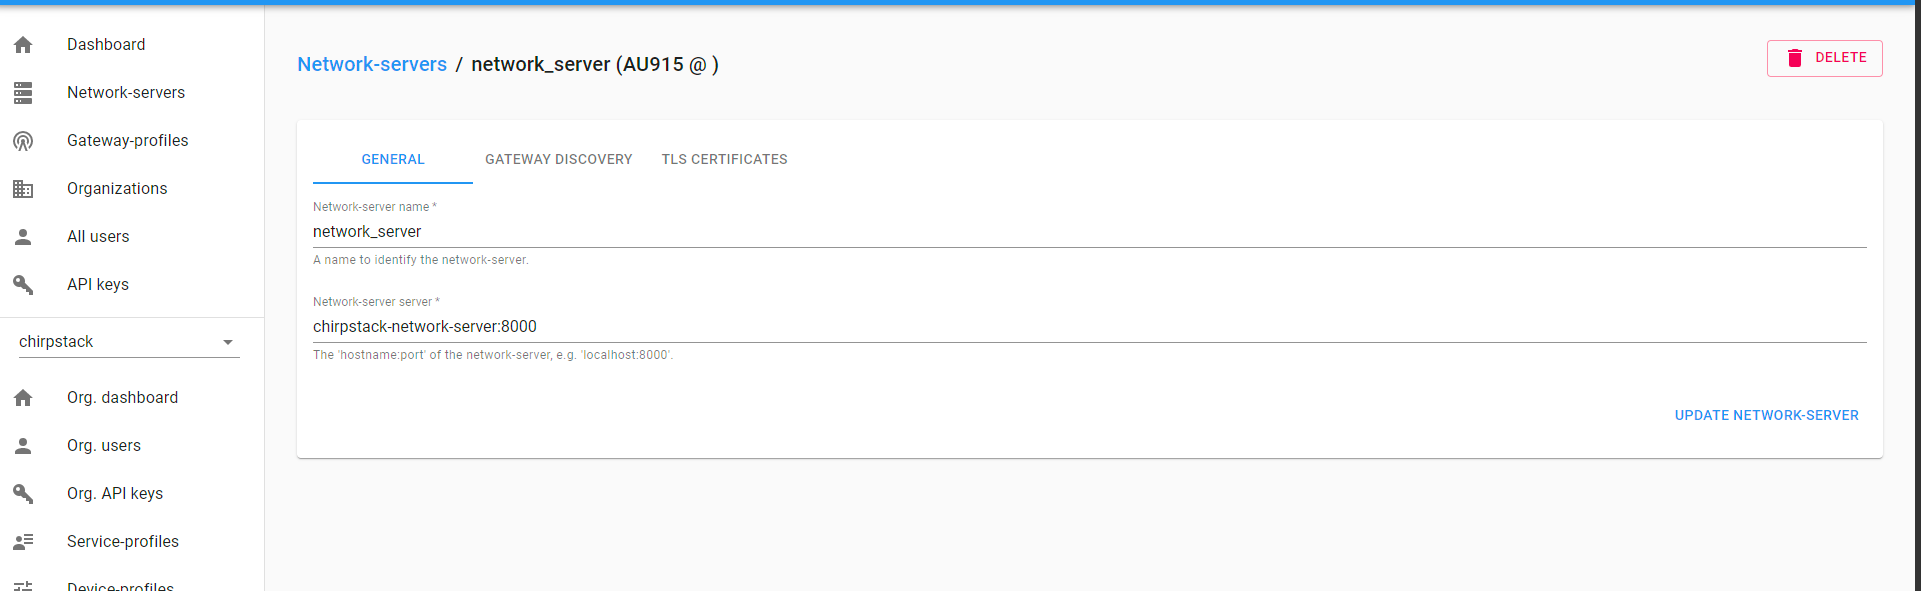 Dashboard
Network-servers
Gateway-profiles
Organizations
All users
API keys
chirpstack
Org. dashboard
Org. users
Org. API keys
Service-profiles
Device-profiles
Network-servers / network_server (AU915 @ )
DELETE
GENERAL GATEWAY DISCOVERY TLS CERTIFICATES
Network-server name *
network_server
A name to identify the network-server.
Network-server server *
chirpstack-network-server:8000
The 'hostname:port' of the network-server, e.g. 'localhost:8000'.
UPDATE NETWORK-SERVER